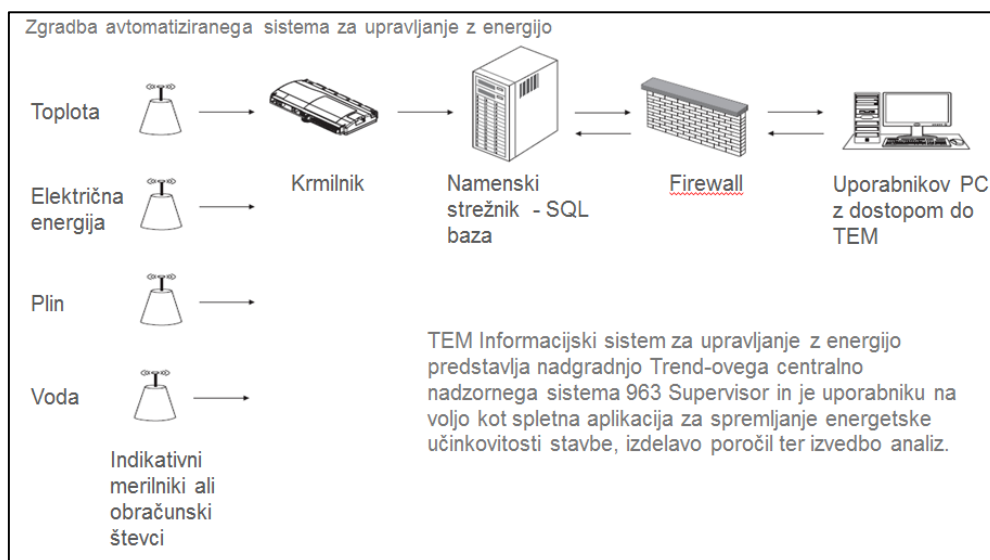 Zgradba avtomatiziranega sistema za upravljanje z energijo
Toplota
Krmilnik
Namenski
strežnik - SQL
baza
Firewall
Uporabnikov PC
z dostopom do
TEM
Električna
energija
Plin
Voda
Indikativni
merilniki ali
obračunski
števci
TEM Informacijski sistem za upravljanje z energijo
predstavlja nadgradnjo Trend-ovega centralno
nadzornega sistema 963 Supervisor in je uporabniku na
voljo kot spletna aplikacija za spremljanje energetske
učinkovitosti stavbe, izdelavo poročil ter izvedbo analiz.